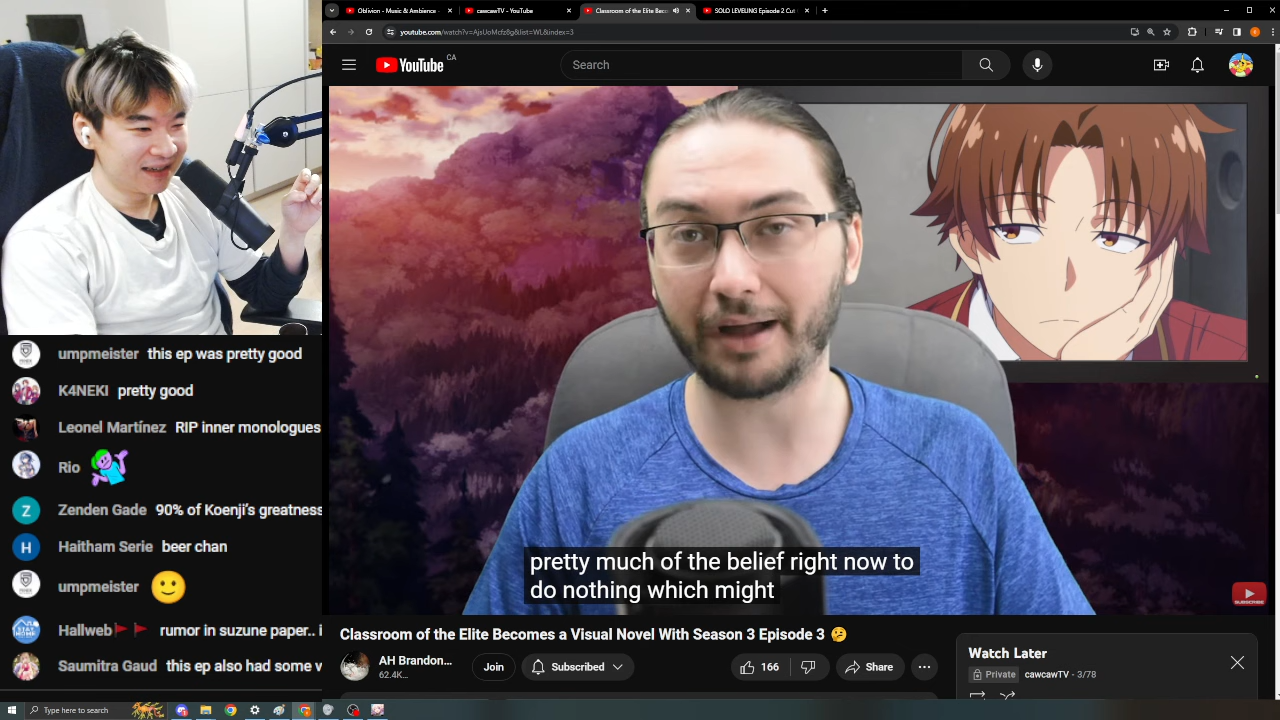 Oblivion - Music & Ambience -
cawcawTV - YouTube
Classroom of the Elite Bec
SOLO LEVELING Episode 2 Cut
youtube.com/watch?v=AjsUoMcfz8g&list=WL&index=3
YouTube CA
Search
pretty much of the belief right now to
do nothing which might
SUBSCRIBE
umpmeister this ep was pretty good
K4NEKI pretty good
Leonel Martínez RIP inner monologues
Rio
Z Zenden Gade 90% of Koenji's greatness
H Haitham Serie beer chan
umpmeister
STAY HOME Hallweb rumor in suzune paper.. i
Saumitra Gaud this ep also had some v
Classroom of the Elite Becomes a Visual Novel With Season 3 Episode 3
AH Brandon...
62.4K...
Join
Subscribed
166
Share
Watch Later
Private cawcawTV - 3/78
Type here to search